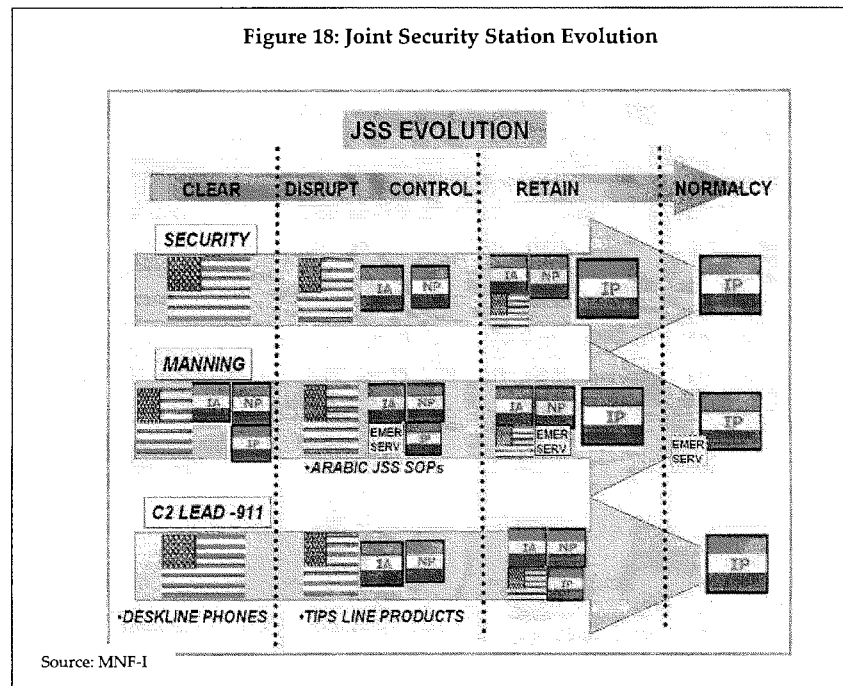 Figure 18: Joint Security Station Evolution
JSS EVOLUTION
CLEAR DISRUPT CONTROL RETAIN NORMALCY
SECURITY
IA NP IA NP IP IP
MANNING
IA NP IP IA NP EMER SERV IP IA NP EMER SERV IP EMER SERV IP
•ARABIC JSS SOPs
C2 LEAD -911
IA NP IA NP IP IP
•DESKLINE PHONES •TIPS LINE PRODUCTS
Source: MNF-I